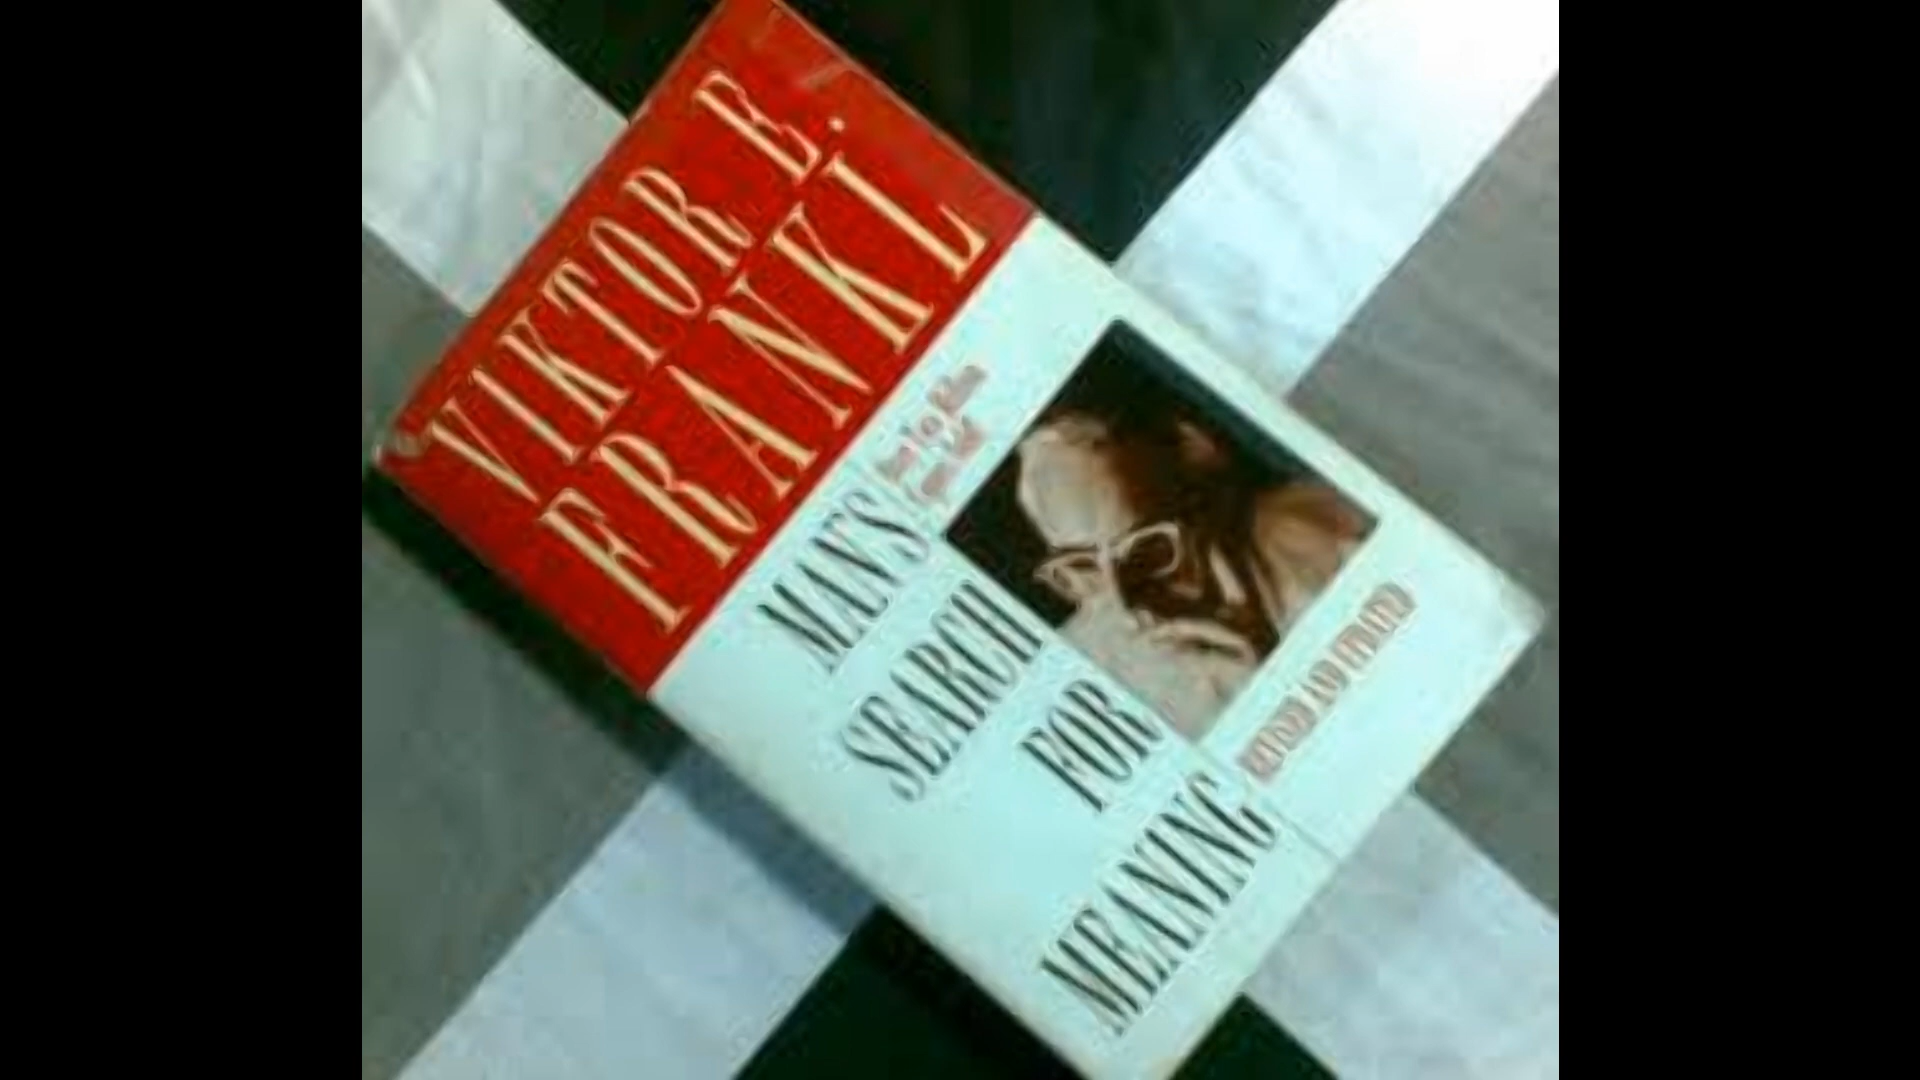 VIKTOR E.
FRANKL
MAN'S
SEARCH
FOR
MEANING